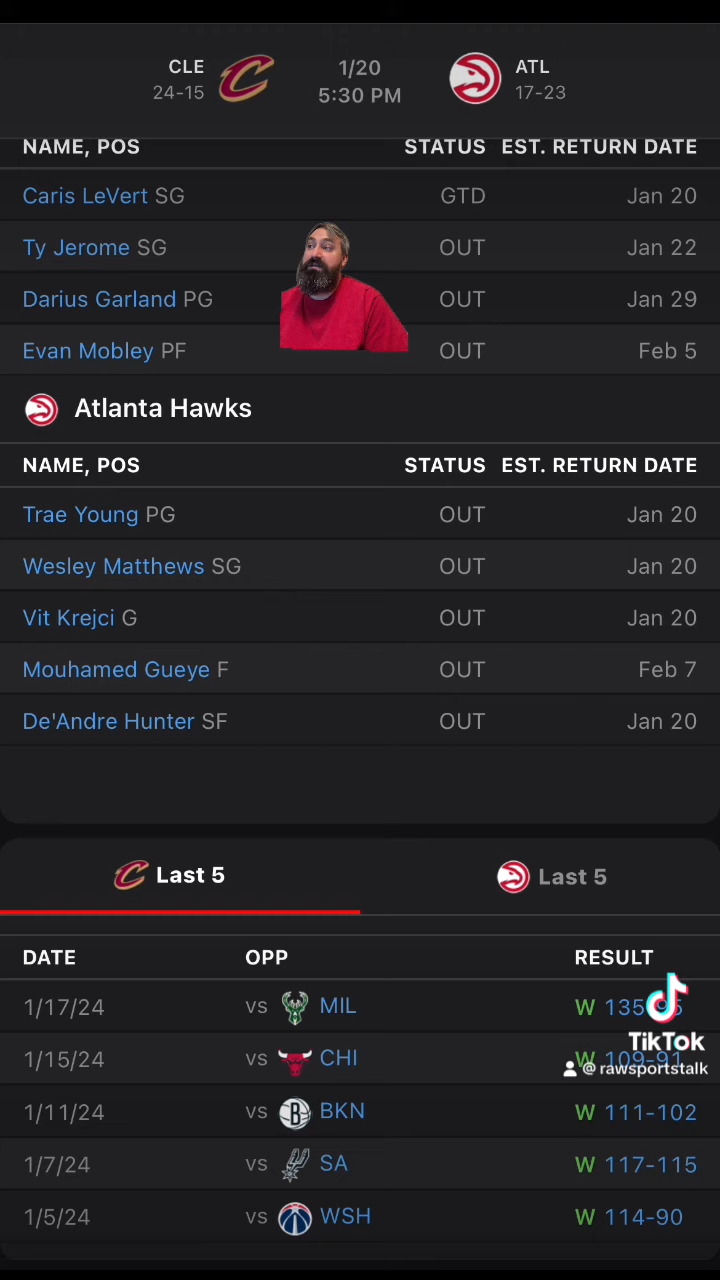 CLE 1/20 ATL
24-15 5:30 PM 17-23
NAME, POS STATUS EST. RETURN DATE
Caris LeVert SG GTD Jan 20
Ty Jerome SG OUT Jan 22
Darius Garland PG OUT Jan 29
Evan Mobley PF OUT Feb 5
Atlanta Hawks
NAME, POS STATUS EST. RETURN DATE
Trae Young PG OUT Jan 20
Wesley Matthews SG OUT Jan 20
Vit Krejci G OUT Jan 20
Mouhamed Gueye F OUT Feb 7
De'Andre Hunter SF OUT Jan 20
Last 5 Last 5
DATE OPP RESULT
1/17/24 vs MIL W 135-95
TikTok
1/15/24 vs CHI W 109-91
@rawsportstalk
1/11/24 vs BKN W 111-102
1/7/24 vs SA W 117-115
1/5/24 vs WSH W 114-90